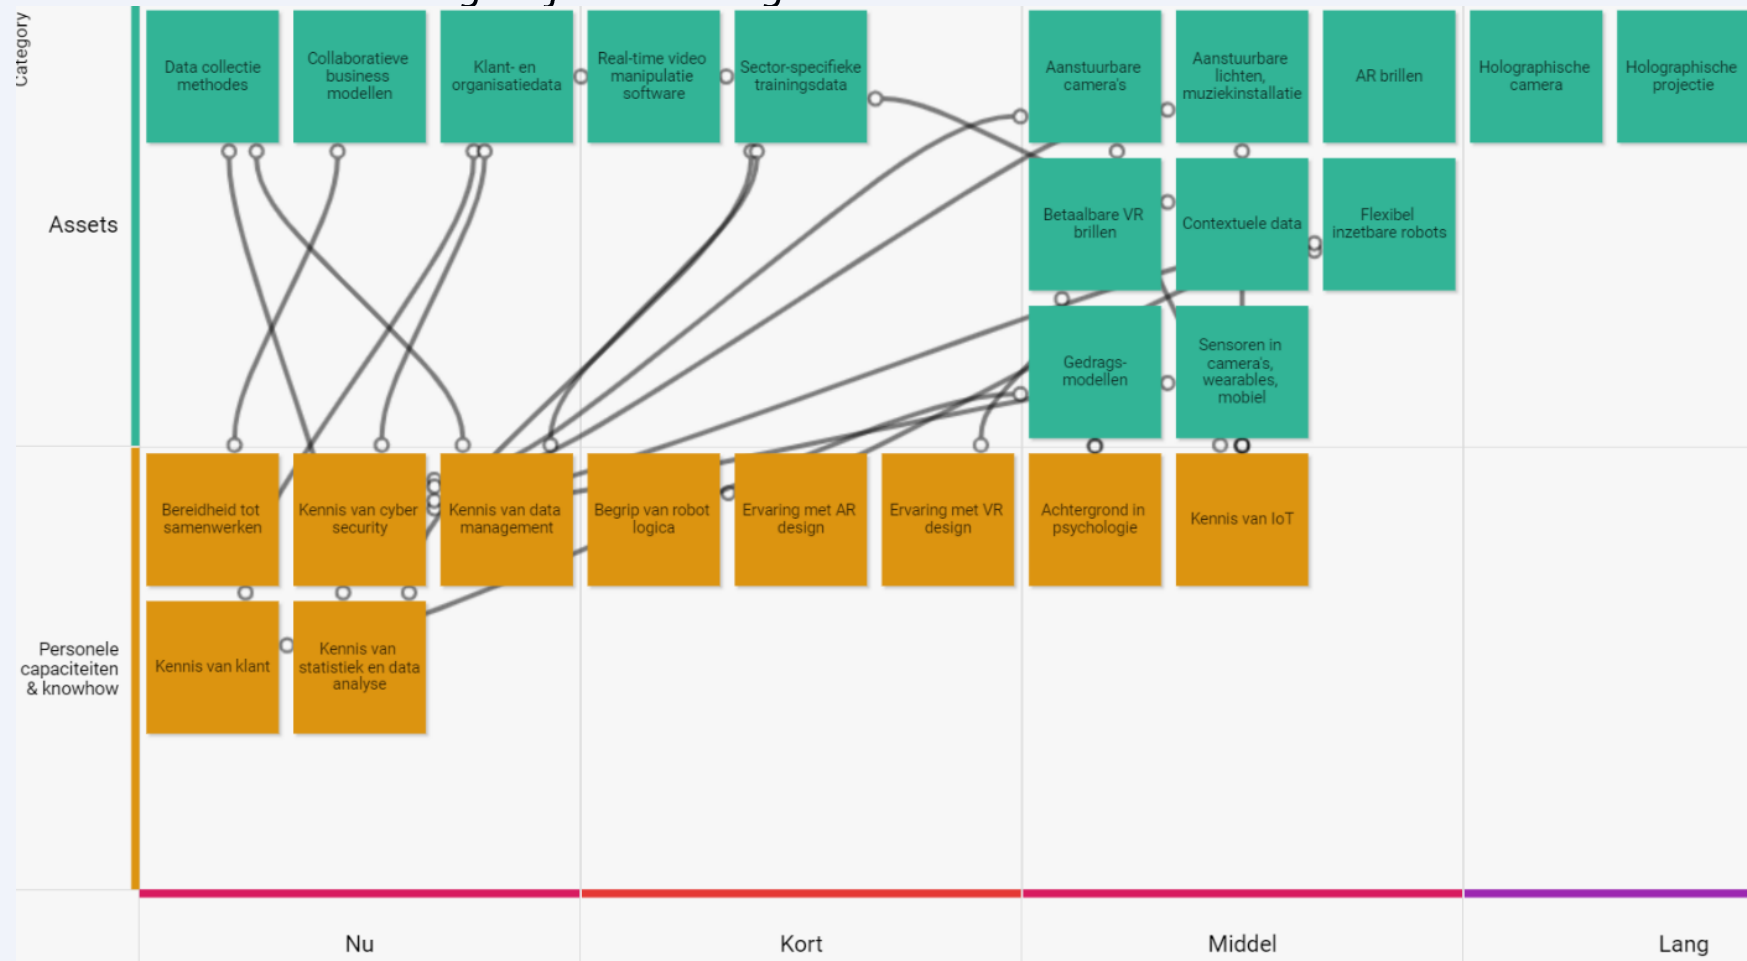 Category
Data collectie
methodes
Collaboratieve
business
modellen
Klant- en
organisatiedata
Real-time video
manipulatie
software
Sector-specifieke
trainingsdata
Aanstuurbare
camera's
Aanstuurbare
lichten,
muziekinstallatie
AR brillen
Holographische
camera
Holographische
projectie
Assets
Betaalbare VR
brillen
Contextuele data
Flexibel
inzetbare robots
Gedrags-
modellen
Sensoren in
camera's,
wearables,
mobiel
Personele
capaciteiten
& knowhow
Bereidheid tot
samenwerken
Kennis van cyber
security
Kennis van data
management
Begrip van robot
logica
Ervaring met AR
design
Ervaring met VR
design
Achtergrond in
psychologie
Kennis van IoT
Kennis van klant
Kennis van
statistiek en data
analyse
Nu
Kort
Middel
Lang